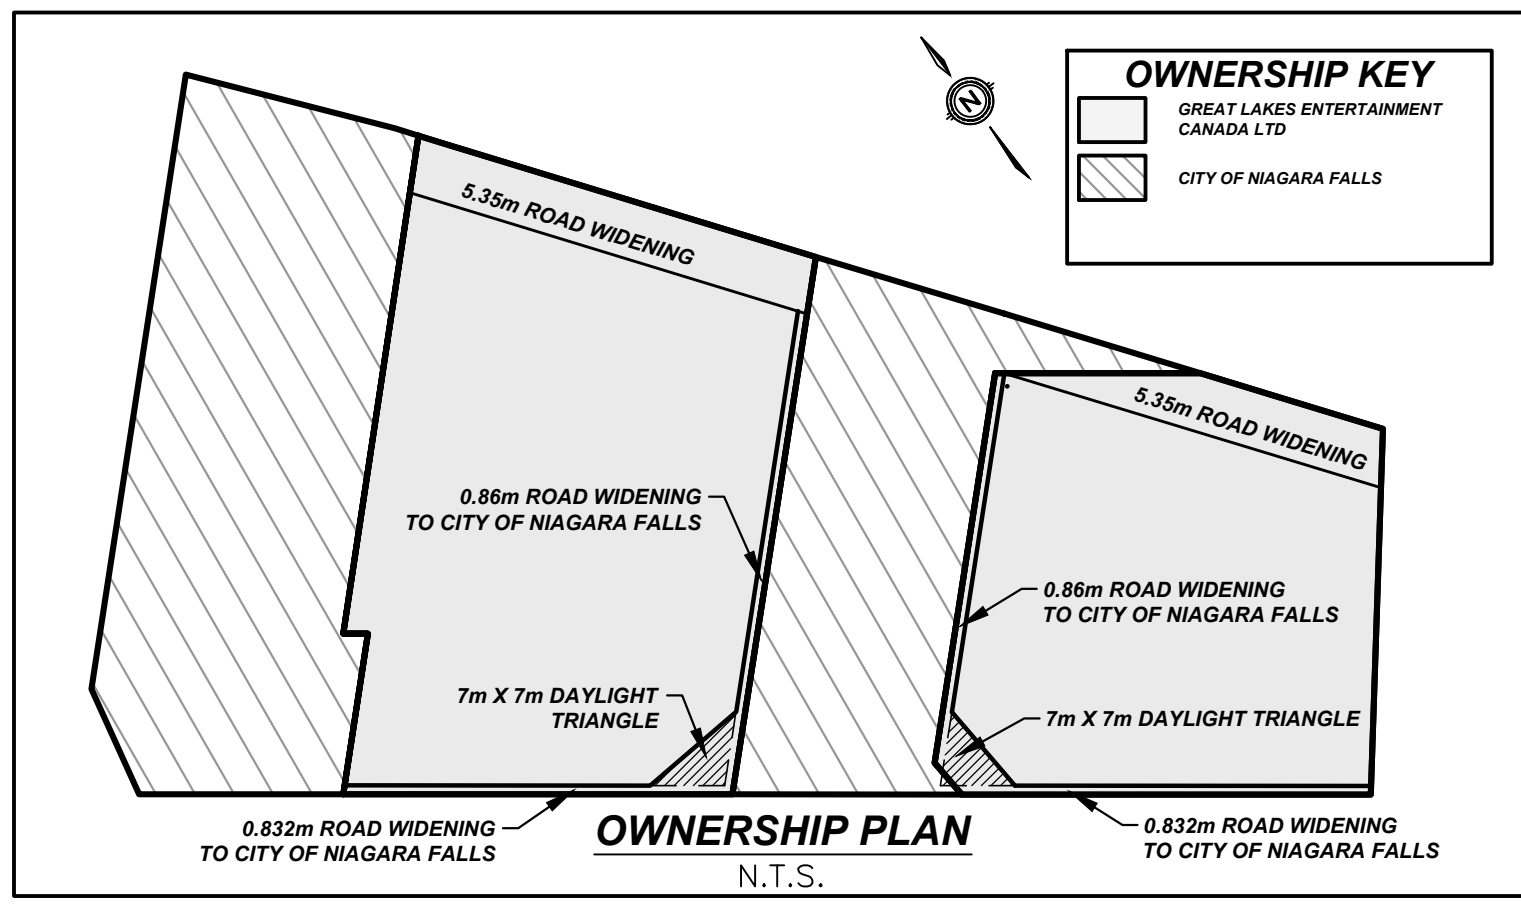 OWNERSHIP KEY
GREAT LAKES ENTERTAINMENT
CANADA LTD
CITY OF NIAGARA FALLS
N
5.35m ROAD WIDENING
5.35m ROAD WIDENING
0.86m ROAD WIDENING
TO CITY OF NIAGARA FALLS
0.86m ROAD WIDENING
TO CITY OF NIAGARA FALLS
7m X 7m DAYLIGHT
TRIANGLE
7m X 7m DAYLIGHT TRIANGLE
0.832m ROAD WIDENING
TO CITY OF NIAGARA FALLS
OWNERSHIP PLAN
N.T.S.
0.832m ROAD WIDENING
TO CITY OF NIAGARA FALLS